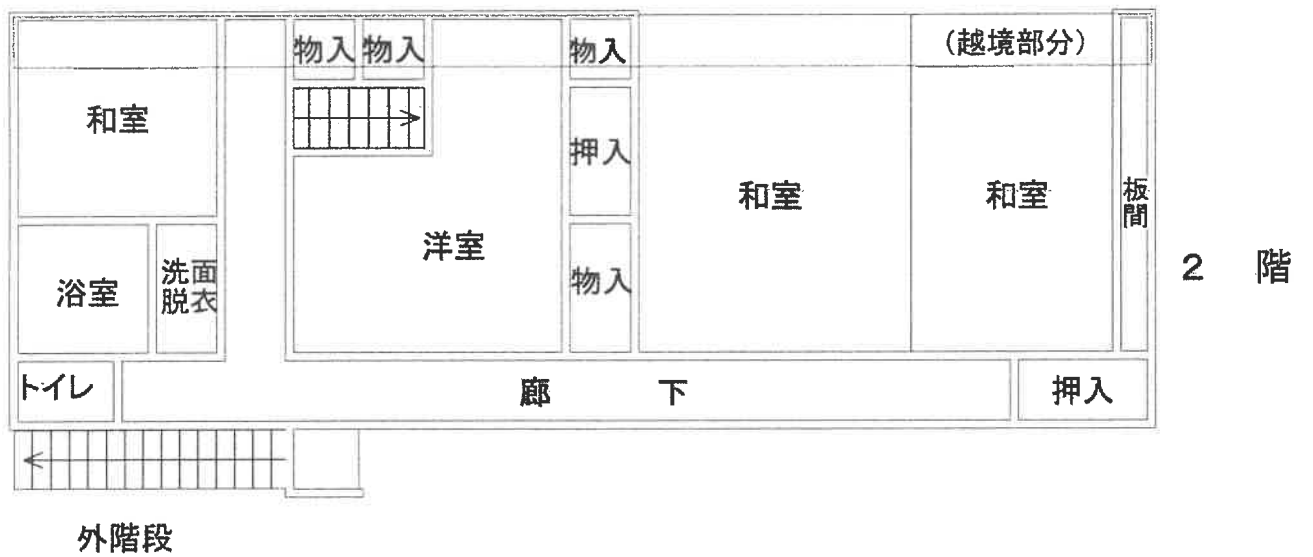 (越境部分)
物入 物入 物入
和室
押入
和室 和室 板間
洋室
2 階
浴室 洗面脱衣 物入
トイレ 廊 下 押入
外階段